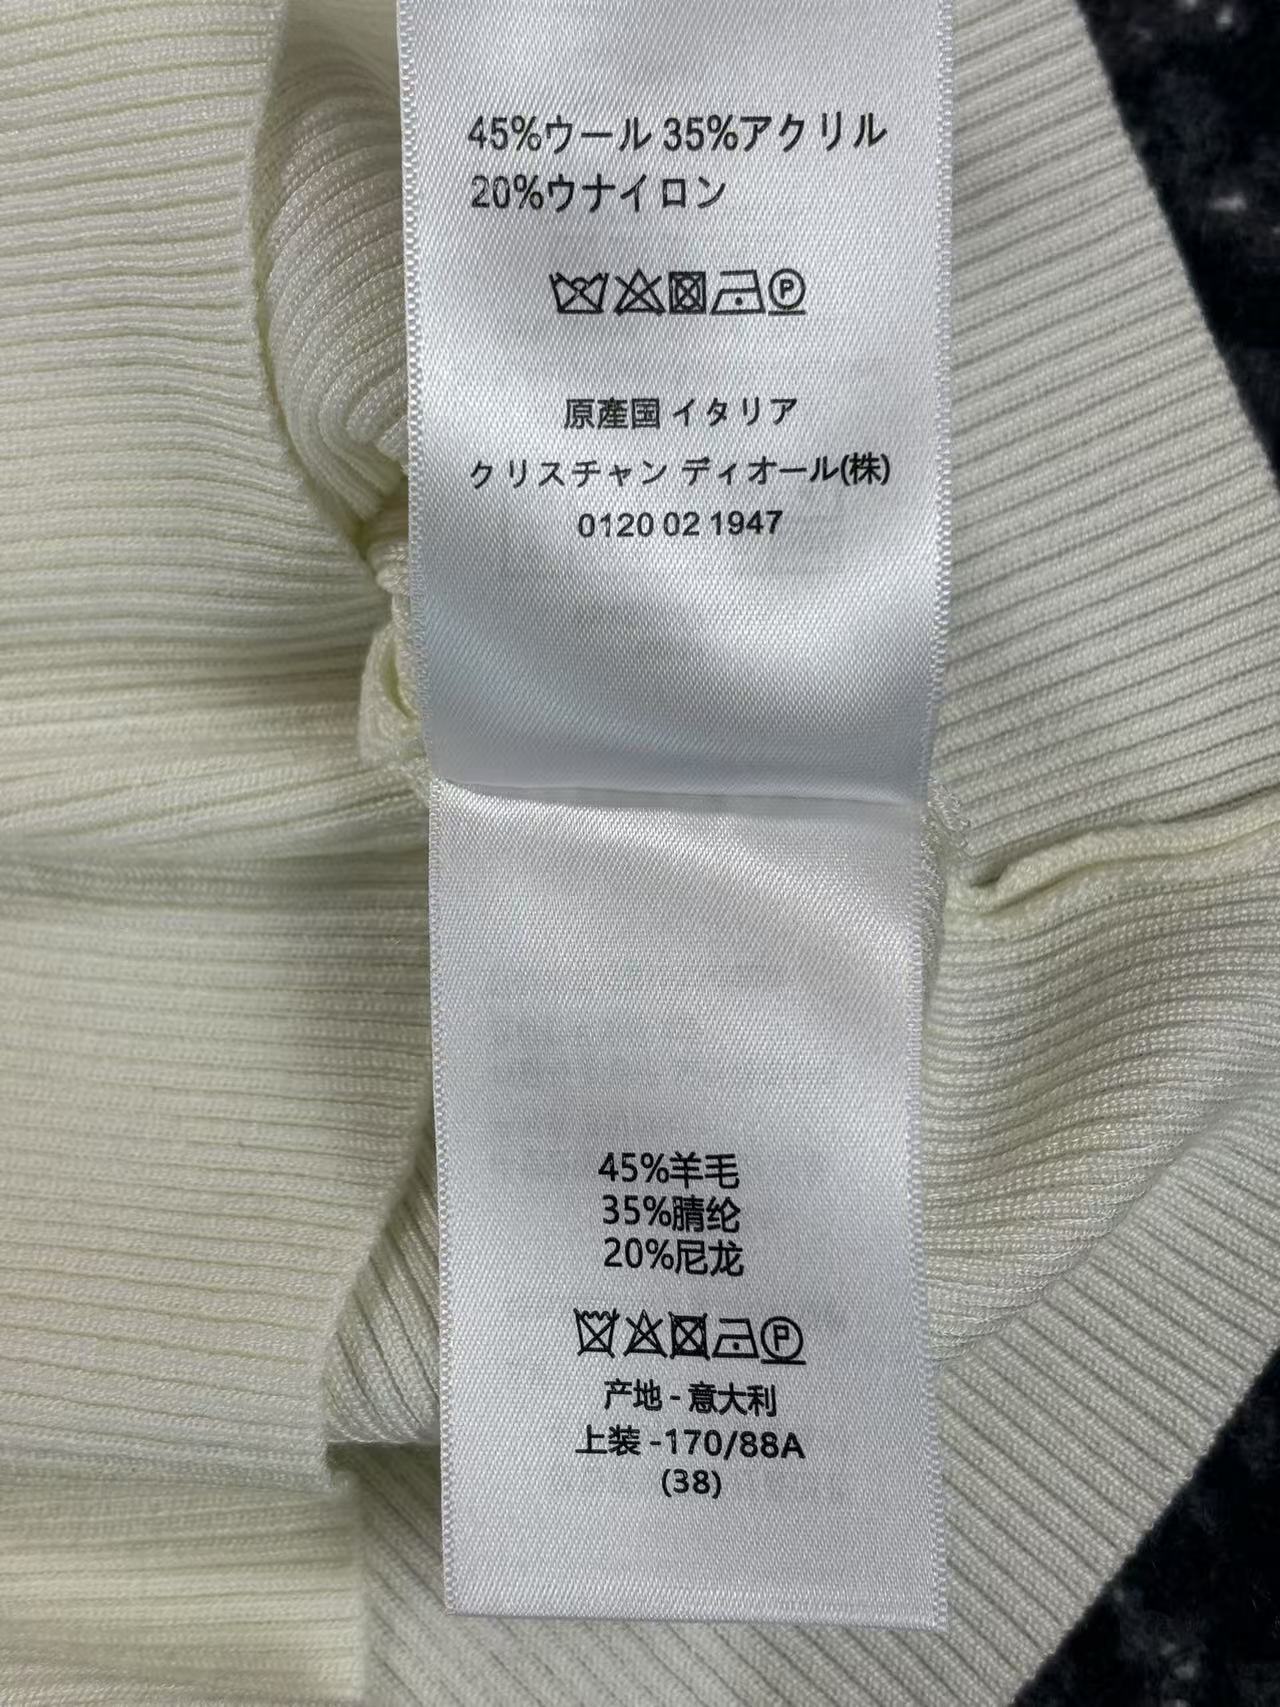 45%ウール 35%アクリル
20%ウナイロン
P
原産国 イタリア
クリスチャン ディオール(株)
0120 02 1947
45%羊毛
35%腈纶
20%尼龙
P
产地 - 意大利
上装 -170/88A
(38)